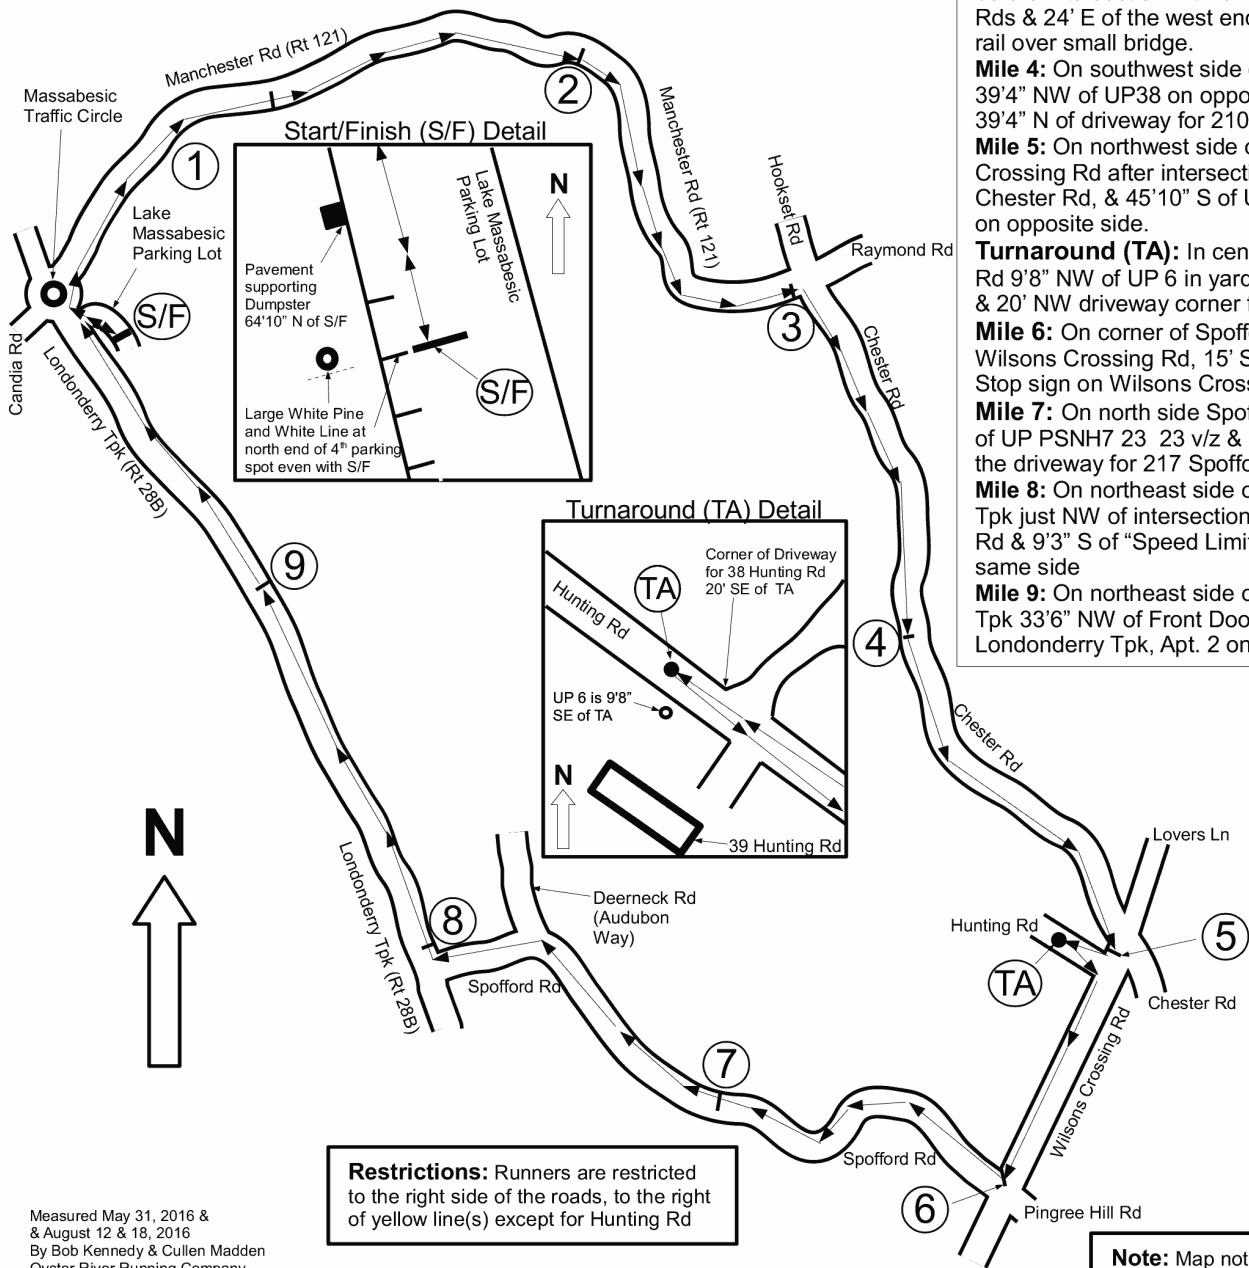 Rds & 24’ E of the west end
rail over small bridge.
Mile 4: On southwest side
39’4” NW of UP38 on oppo
39’4” N of driveway for 210
Mile 5: On northwest side
Crossing Rd after intersecti
Chester Rd, & 45’10” S of
on opposite side.
Turnaround (TA): In cen
Rd 9’8” NW of UP 6 in yard
& 20’ NW driveway corner
Mile 6: On corner of Spoff
Wilsons Crossing Rd, 15’ S
Stop sign on Wilsons Cross
Mile 7: On north side Spof
of UP PSNH7 23 23 v/z &
the driveway for 217 Spoffo
Mile 8: On northeast side
Tpk just NW of intersection
Rd & 9’3” S of “Speed Limi
same side
Mile 9: On northeast side
Tpk 33’6” NW of Front Doo
Londonderry Tpk, Apt. 2 on
Manchester Rd (Rt 121)
Massabesic
Traffic Circle
1
2
Manchester Rd (Rt 121)
Hookset Rd
Raymond Rd
3
Lake
Massabesic
Parking Lot
S/F
Candia Rd
Londonderry Tpk (Rt 28B)
Start/Finish (S/F) Detail
N
Lake Massabesic
Parking Lot
Pavement
supporting
Dumpster
64'10” N of S/F
S/F
Large White Pine
and White Line at
north end of 4th parking
spot even with S/F
Chester Rd
9
Turnaround (TA) Detail
Corner of Driveway
for 38 Hunting Rd
20' SE of TA
TA
Hunting Rd
UP 6 is 9'8”
SE of TA
N
39 Hunting Rd
4
Chester Rd
N
Londonderry Tpk (Rt 28B)
8
Deerneck Rd
(Audubon
Way)
Spofford Rd
Lovers Ln
Hunting Rd
5
TA
Chester Rd
Wilsons Crossing Rd
7
Spofford Rd
6
Pingree Hill Rd
Restrictions: Runners are restricted
to the right side of the roads, to the right
of yellow line(s) except for Hunting Rd
Measured May 31, 2016 &
& August 12 & 18, 2016
By Bob Kennedy & Cullen Madden
Oyster River Running Company
Note: Map not